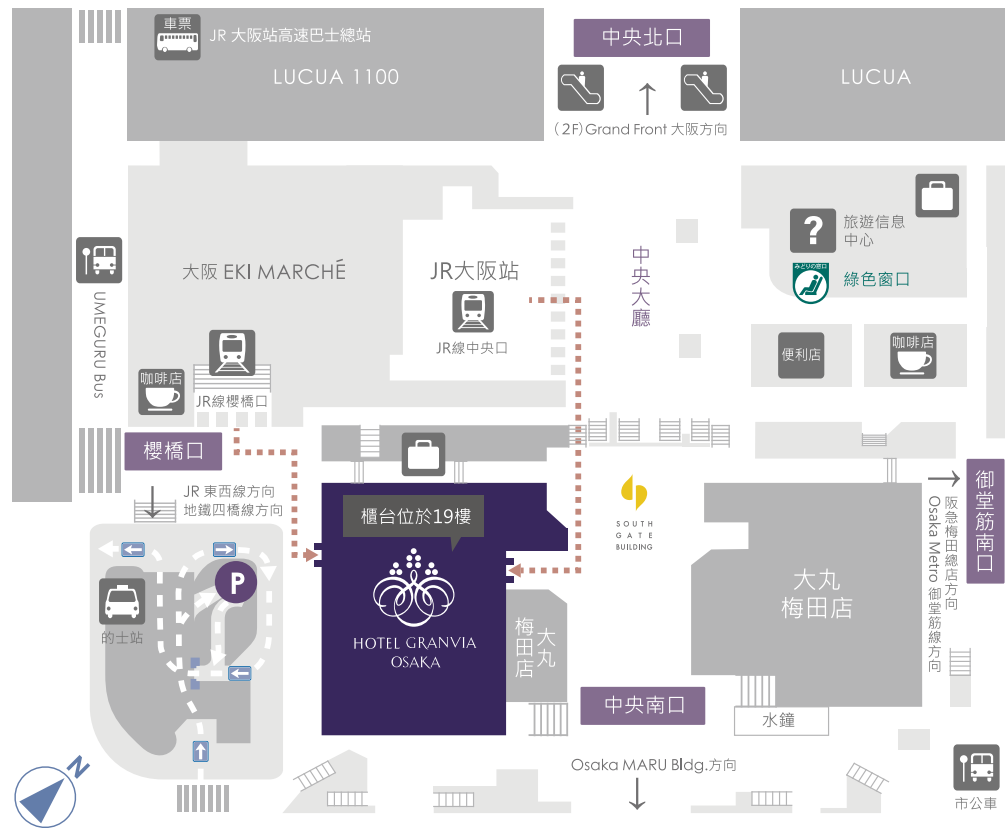 車票
JR 大阪站高速巴士總站
LUCUA 1100
中央北口
(2F)Grand Front 大阪方向
LUCUA
旅遊信息
中心
みどりの窓口
綠色窗口
中央大廳
大阪 EKI MARCHÉ
JR大阪站
JR線中央口
UMEGURU Bus
咖啡店
JR線櫻橋口
便利店
咖啡店
櫻橋口
JR 東西線方向
地鐵四橋線方向
櫃台位於19樓
HOTEL GRANVIA
OSAKA
SOUTH
GATE
BUILDING
大丸
梅田店
大丸
梅田店
御堂筋南口
阪急梅田總店方向
Osaka Metro 御堂筋線方向
P
的士站
中央南口
水鐘
Osaka MARU Bldg.方向
市公車
N